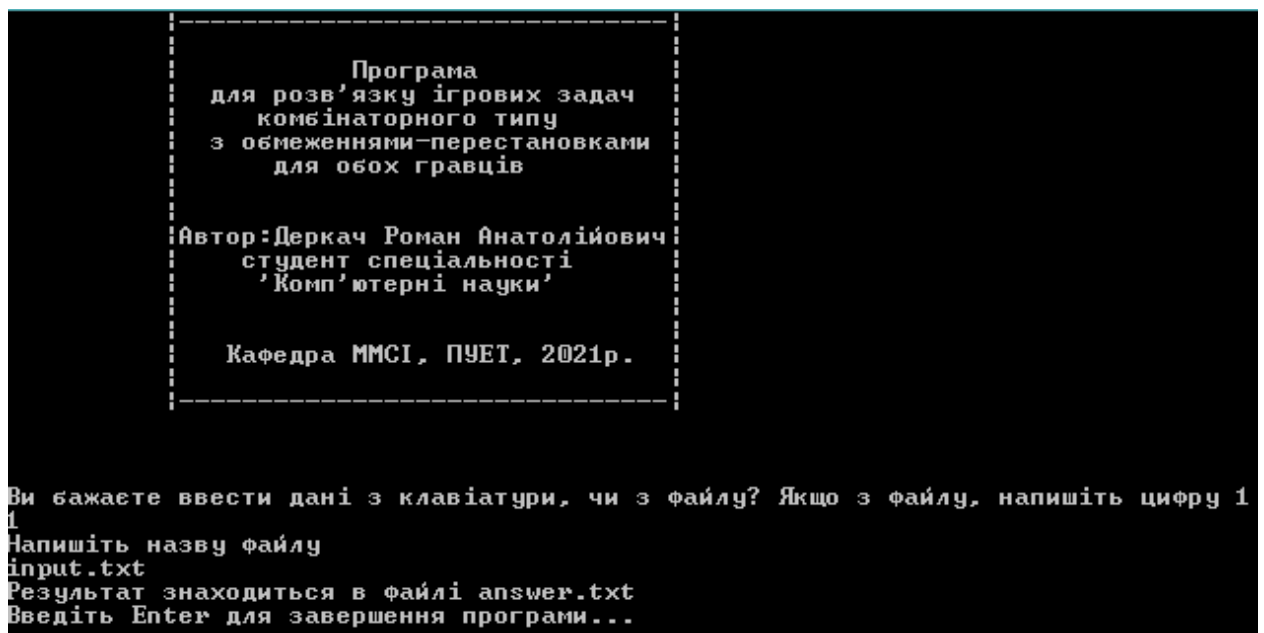 Програма
для розв'язку ігрових задач
комбінаторного типу
з обмеженнями-перестановками
для обох гравців
Автор:Деркач Роман Анатолійович
студент спеціальності
'Комп'ютерні науки'
Кафедра ММСІ, ПУЕТ, 2021р.
Ви бажаєте ввести дані з клавіатури, чи з файлу? Якщо з файлу, напишіть цифру 1
1
Напишіть назву файлу
input.txt
Результат знаходиться в файлі answer.txt
Введіть Enter для завершення програми...